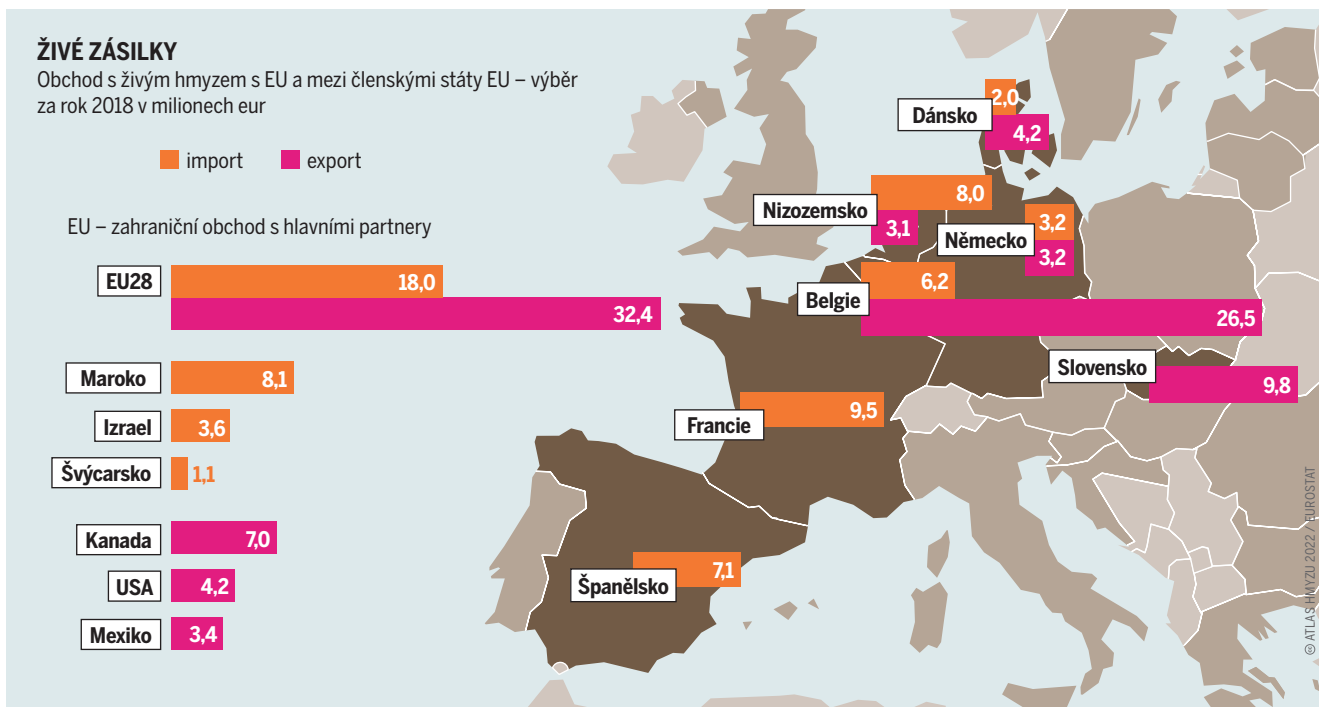 ŽIVÉ ZÁSILKY
Obchod s živým hmyzem s EU a mezi členskými státy EU – výběr
za rok 2018 v milionech eur
import
export
EU – zahraniční obchod s hlavními partnery
EU28
18,0
32,4
Maroko
8,1
Izrael
3,6
Švýcarsko
1,1
Kanada
7,0
USA
4,2
Mexiko
3,4
Dánsko
2,0
4,2
Nizozemsko
8,0
3,1
Německo
3,2
3,2
Belgie
6,2
26,5
Slovensko
9,8
Francie
9,5
Španělsko
7,1
ATLAS HMYZU 2022 / EUROSTAT